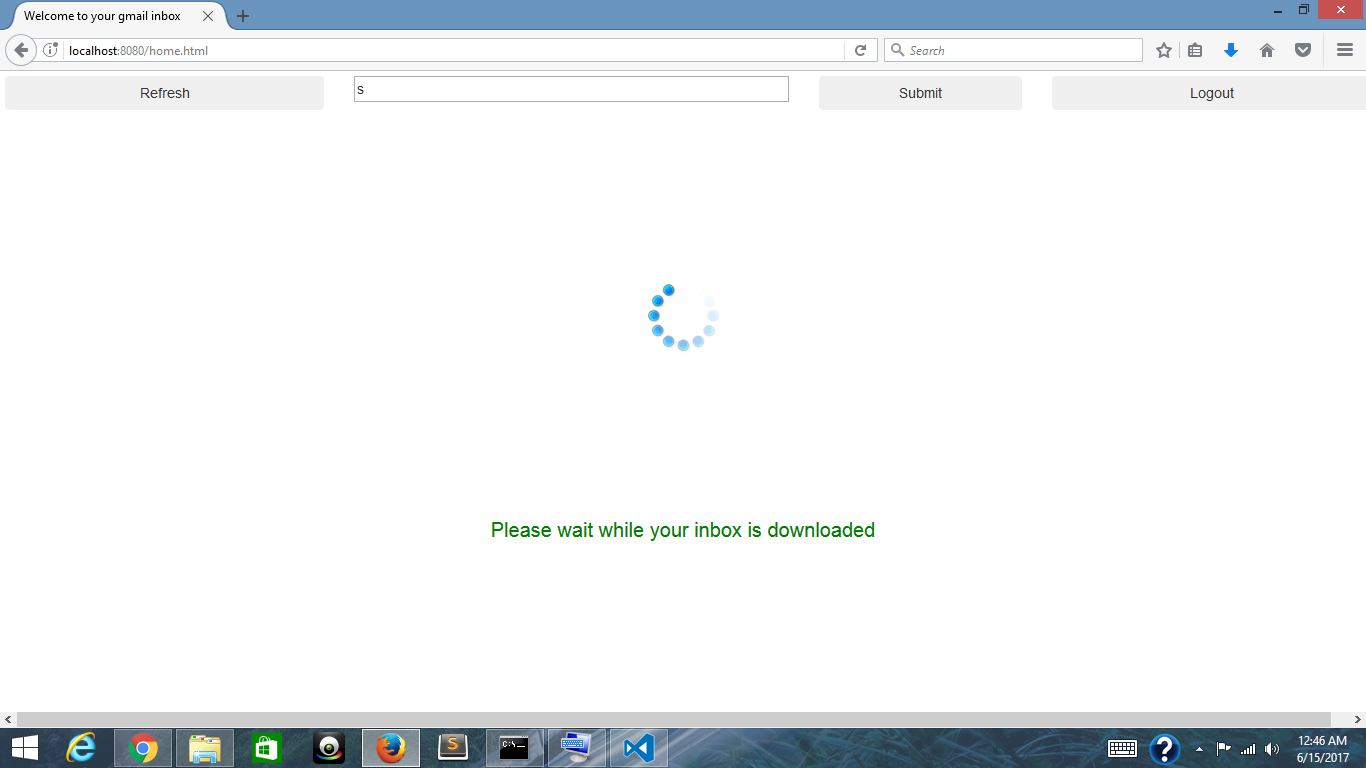 Welcome to your gmail inbox
localhost:8080/home.html
Search
Refresh
s
Submit
Logout
Please wait while your inbox is downloaded
12:46 AM
6/15/2017